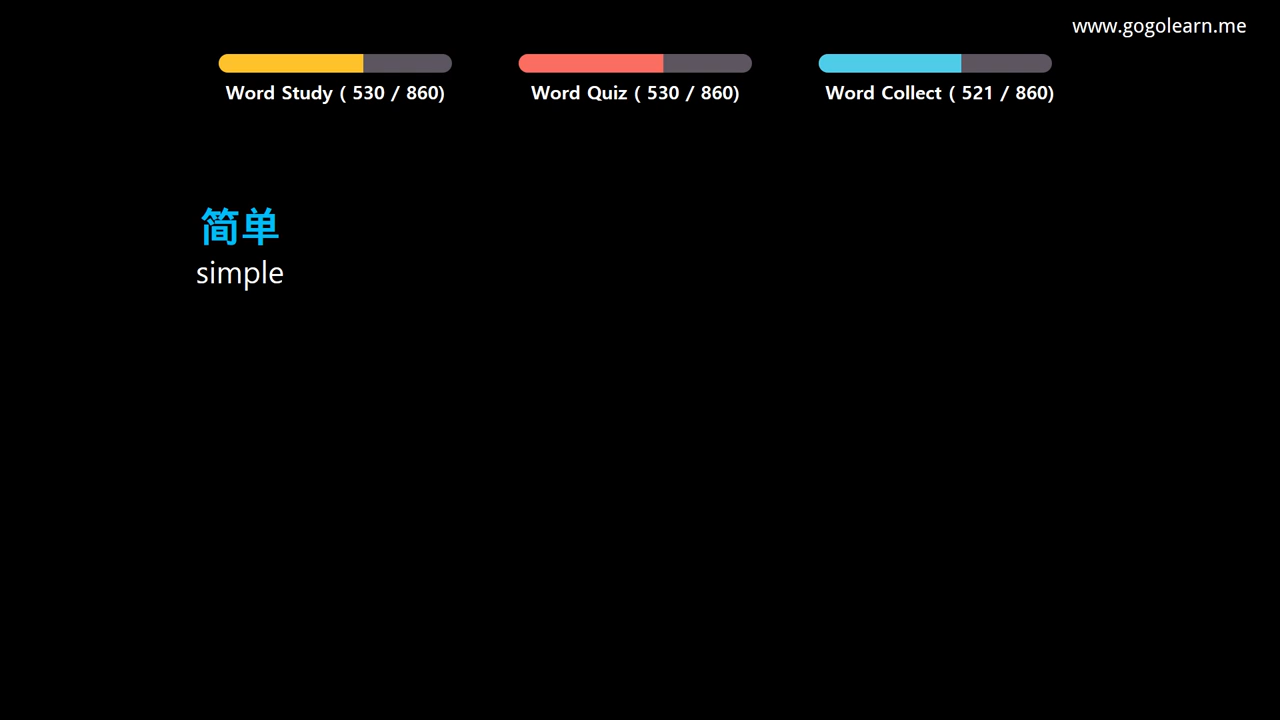 www.gogolearn.me
Word Study ( 530 / 860)
Word Quiz ( 530 / 860)
Word Collect ( 521 / 860)
简单
simple